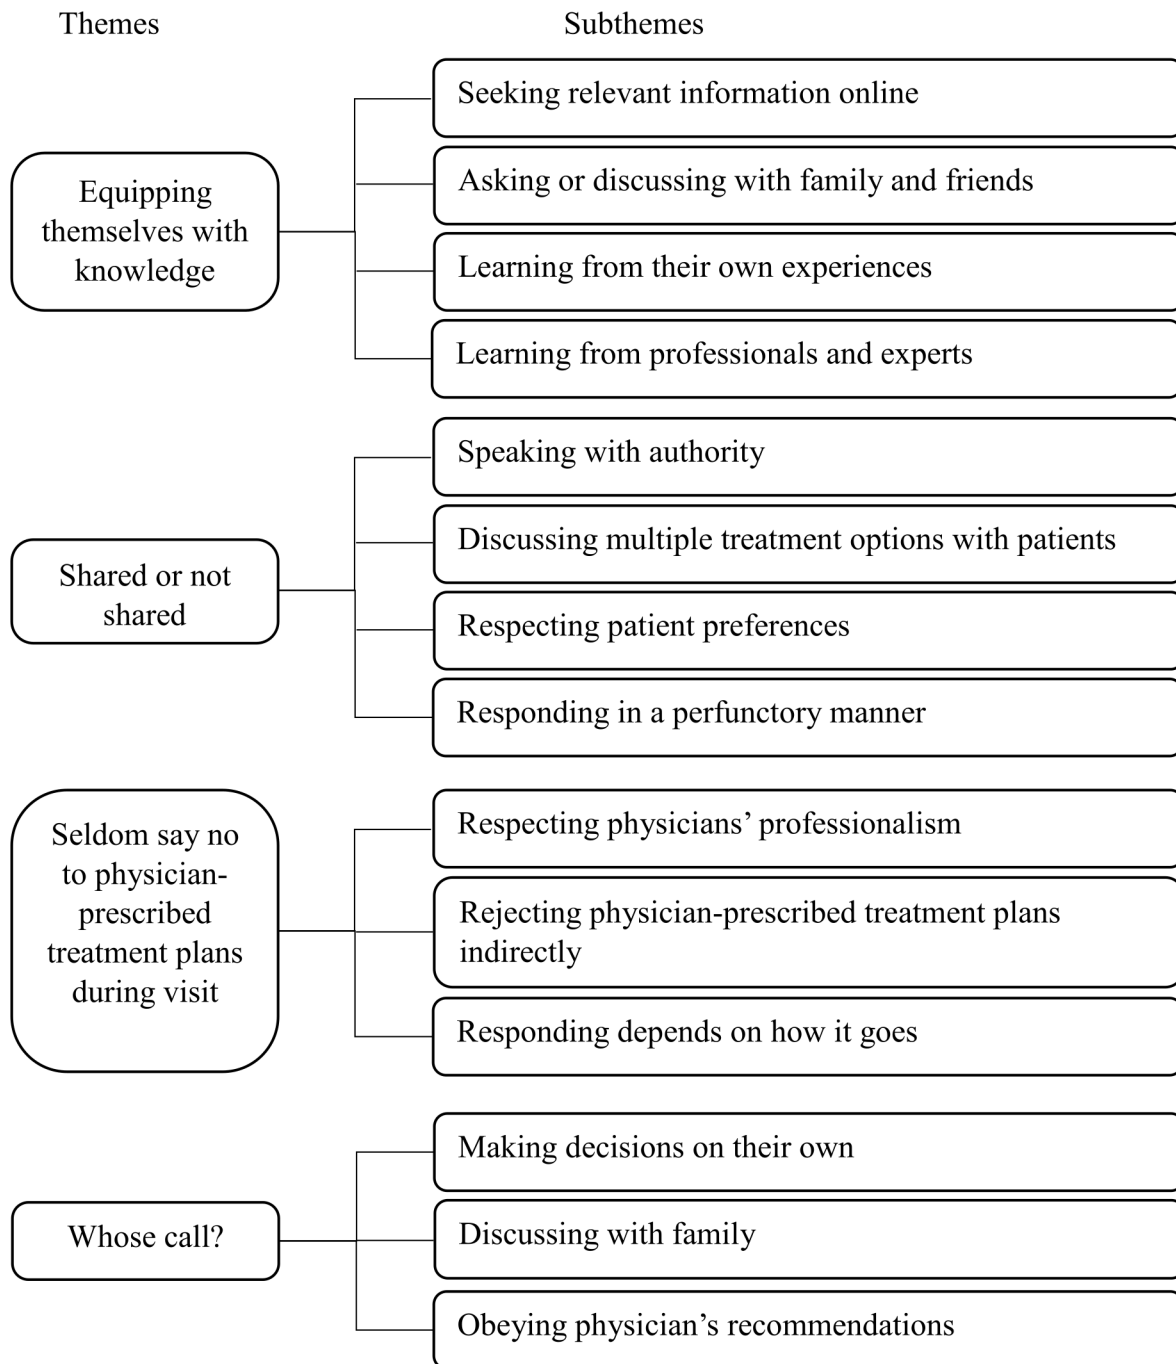 Themes
Subthemes
Equipping
themselves with
knowledge
Seeking relevant information online
Asking or discussing with family and friends
Learning from their own experiences
Learning from professionals and experts
Shared or not
shared
Speaking with authority
Discussing multiple treatment options with patients
Respecting patient preferences
Responding in a perfunctory manner
Seldom say no
to physician-
prescribed
treatment plans
during visit
Respecting physicians’ professionalism
Rejecting physician-prescribed treatment plans
indirectly
Responding depends on how it goes
Whose call?
Making decisions on their own
Discussing with family
Obeying physician’s recommendations